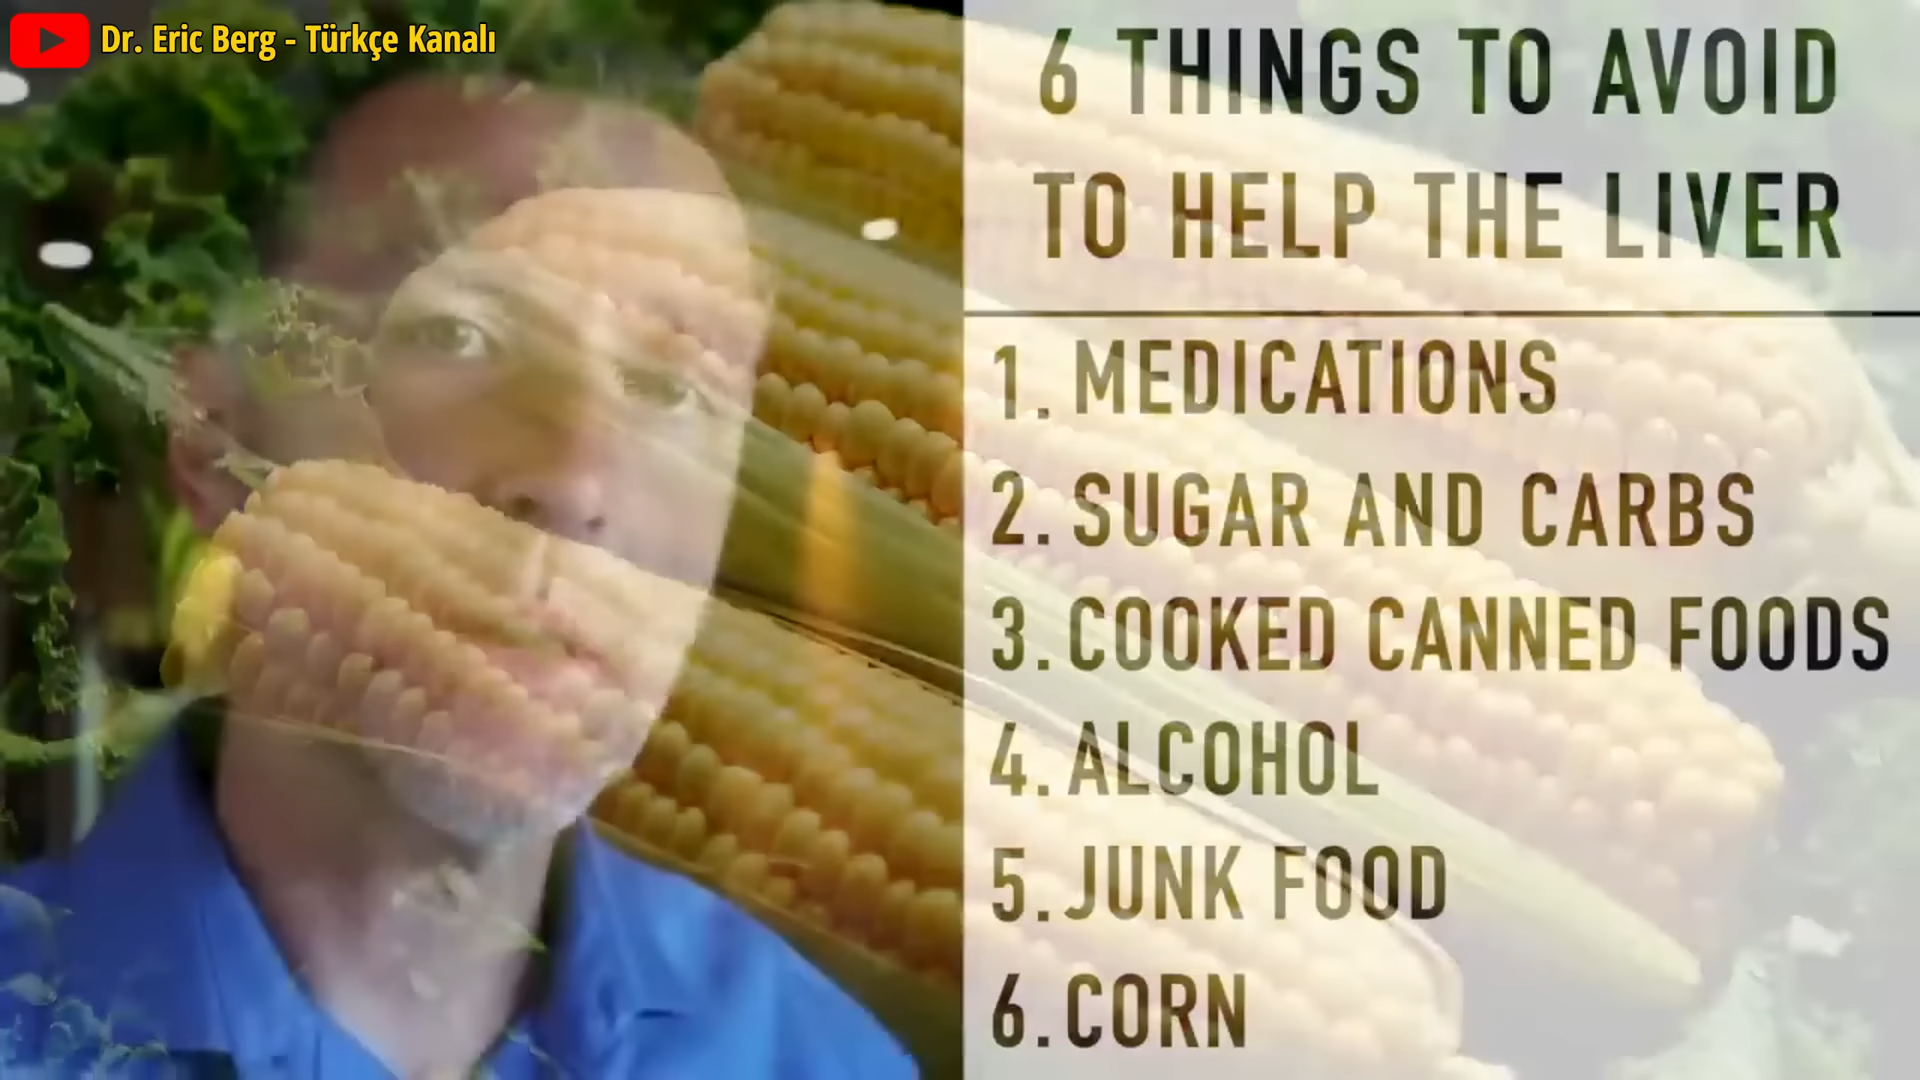 Dr. Eric Berg - Türkçe Kanalı
6 THINGS TO AVOID
TO HELP THE LIVER
1. MEDICATIONS
2. SUGAR AND CARBS
3. COOKED CANNED FOODS
4. ALCOHOL
5. JUNK FOOD
6. CORN